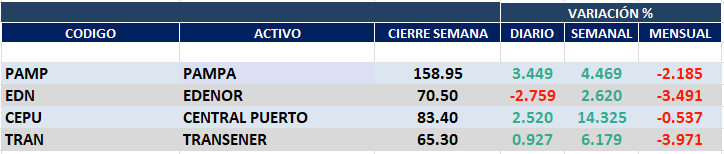 VARIACIÓN %
CODIGO ACTIVO CIERRE SEMANA DIARIO SEMANAL MENSUAL
PAMP PAMPA 158.95 3.449 4.469 -2.185
EDN EDENOR 70.50 -2.759 2.620 -3.491
CEPU CENTRAL PUERTO 83.40 2.520 14.325 -0.537
TRAN TRANSENER 65.30 0.927 6.179 -3.971